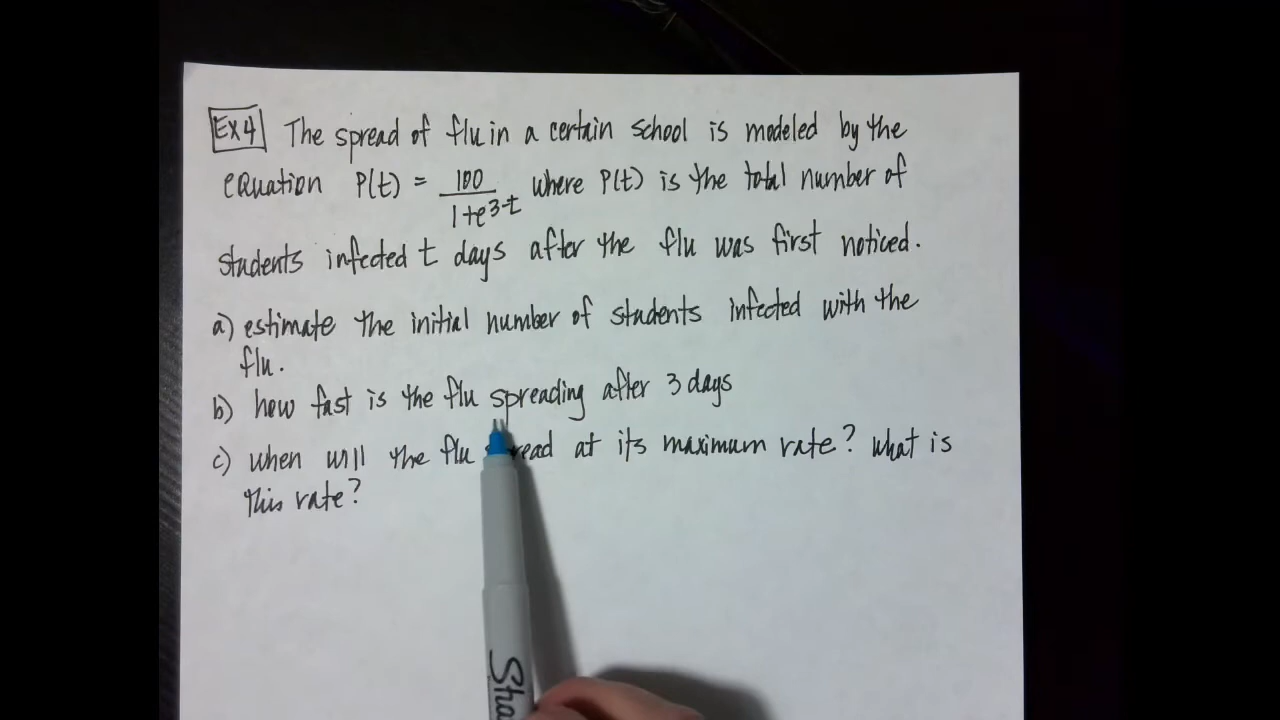 EX4 The spread of flu in a certain school is modeled by the
equation P(t) = 100/(1+e^(3-t)) where P(t) is the total number of
students infected t days after the flu was first noticed.
a) estimate the initial number of students infected with the
flu.
b) how fast is the flu spreading after 3 days
c) when will the flu spread at its maximum rate? what is
this rate?
Sha